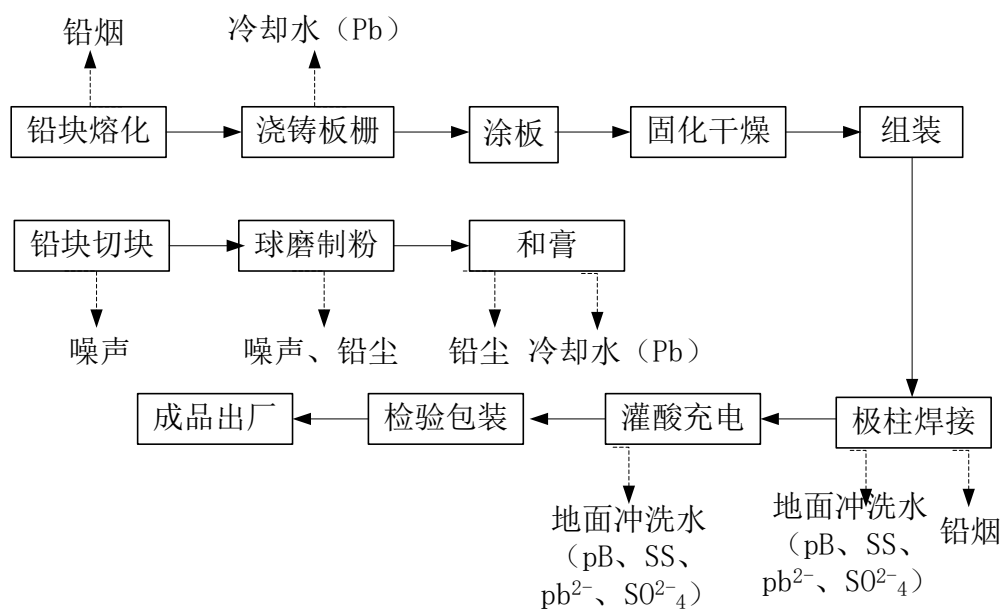 铅烟
冷却水（Pb）
铅块熔化
浇铸板栅
涂板
固化干燥
组装
铅块切块
球磨制粉
和膏
噪声
噪声、铅尘
铅尘
冷却水（Pb）
成品出厂
检验包装
灌酸充电
极柱焊接
地面冲洗水
（pB、SS、
pb²⁻、SO²⁻₄）
地面冲洗水
（pB、SS、
pb²⁻、SO²⁻₄）
铅烟